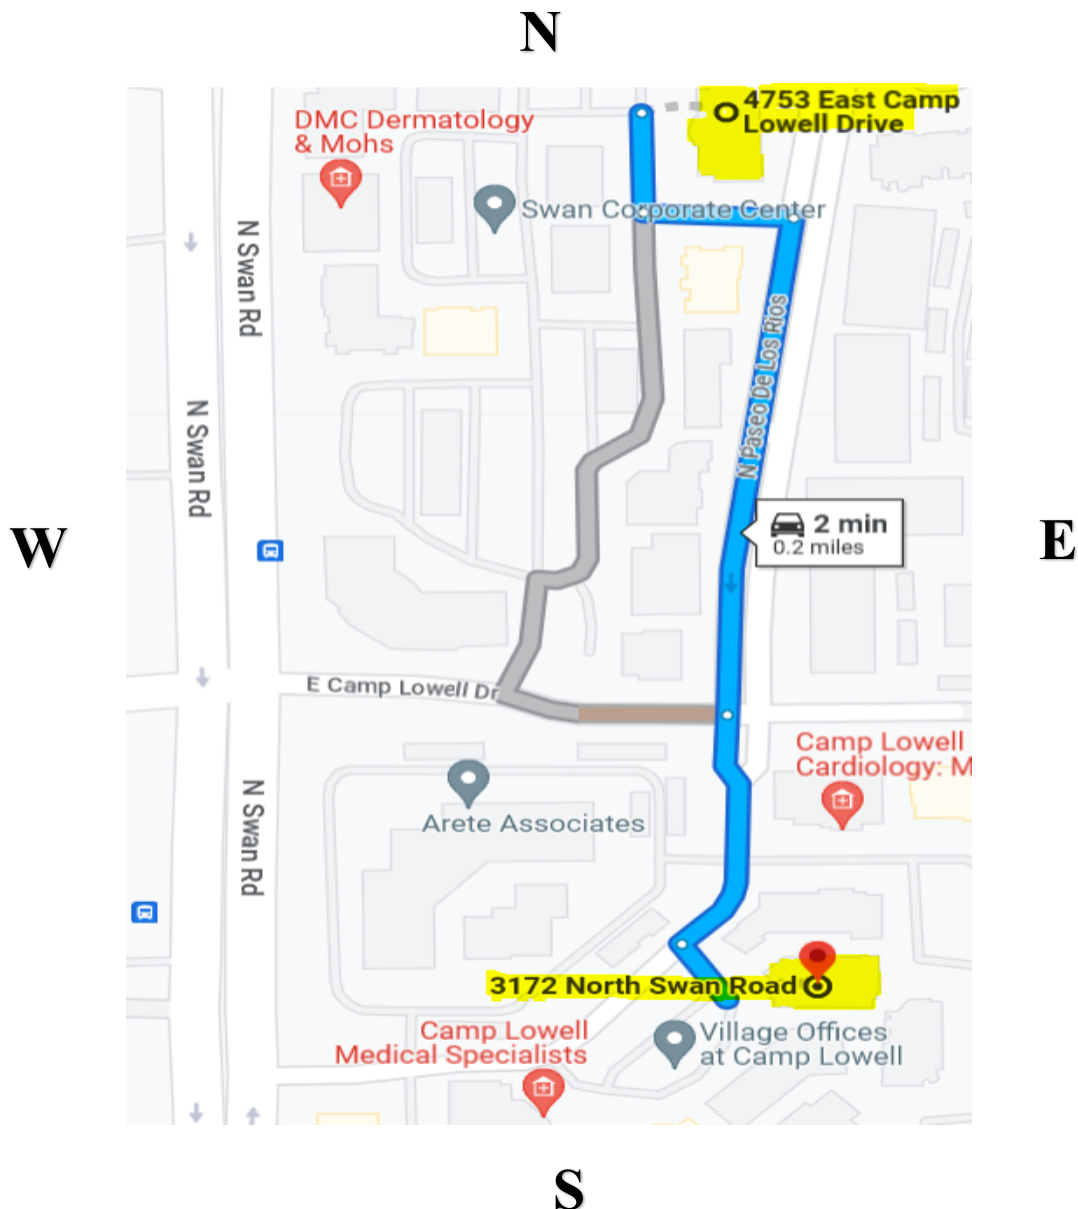 N
4753 East Camp
Lowell Drive
DMC Dermatology
& Mohs
Swan Corporate Center
N Swan Rd
N Paseo De Los Rios
N Swan Rd
W
E
2 min
0.2 miles
E Camp Lowell Dr
Camp Lowell
Cardiology: M
N Swan Rd
Arete Associates
3172 North Swan Road
Camp Lowell
Medical Specialists
Village Offices
at Camp Lowell
S